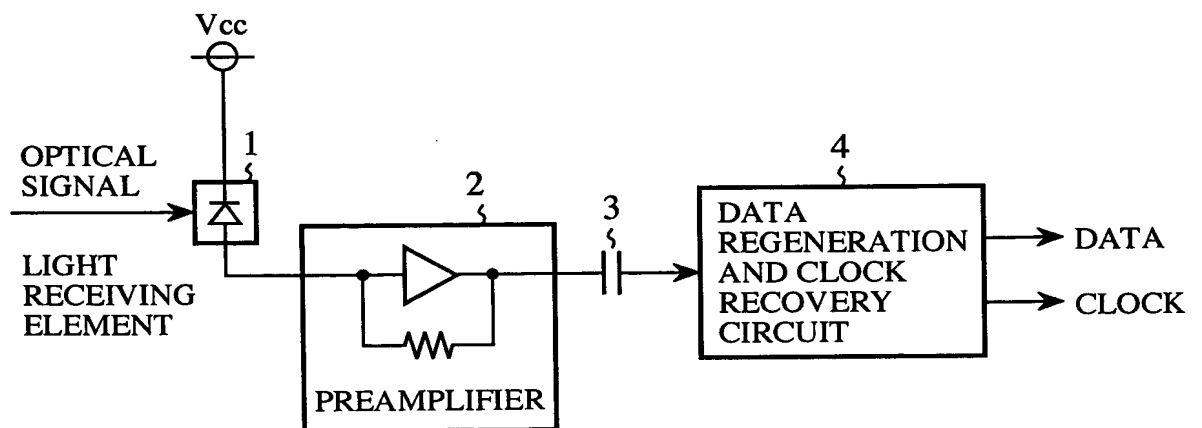 Vcc
OPTICAL
SIGNAL
1
LIGHT
RECEIVING
ELEMENT
2
PREAMPLIFIER
3
4
DATA
REGENERATION
AND CLOCK
RECOVERY
CIRCUIT
DATA
CLOCK